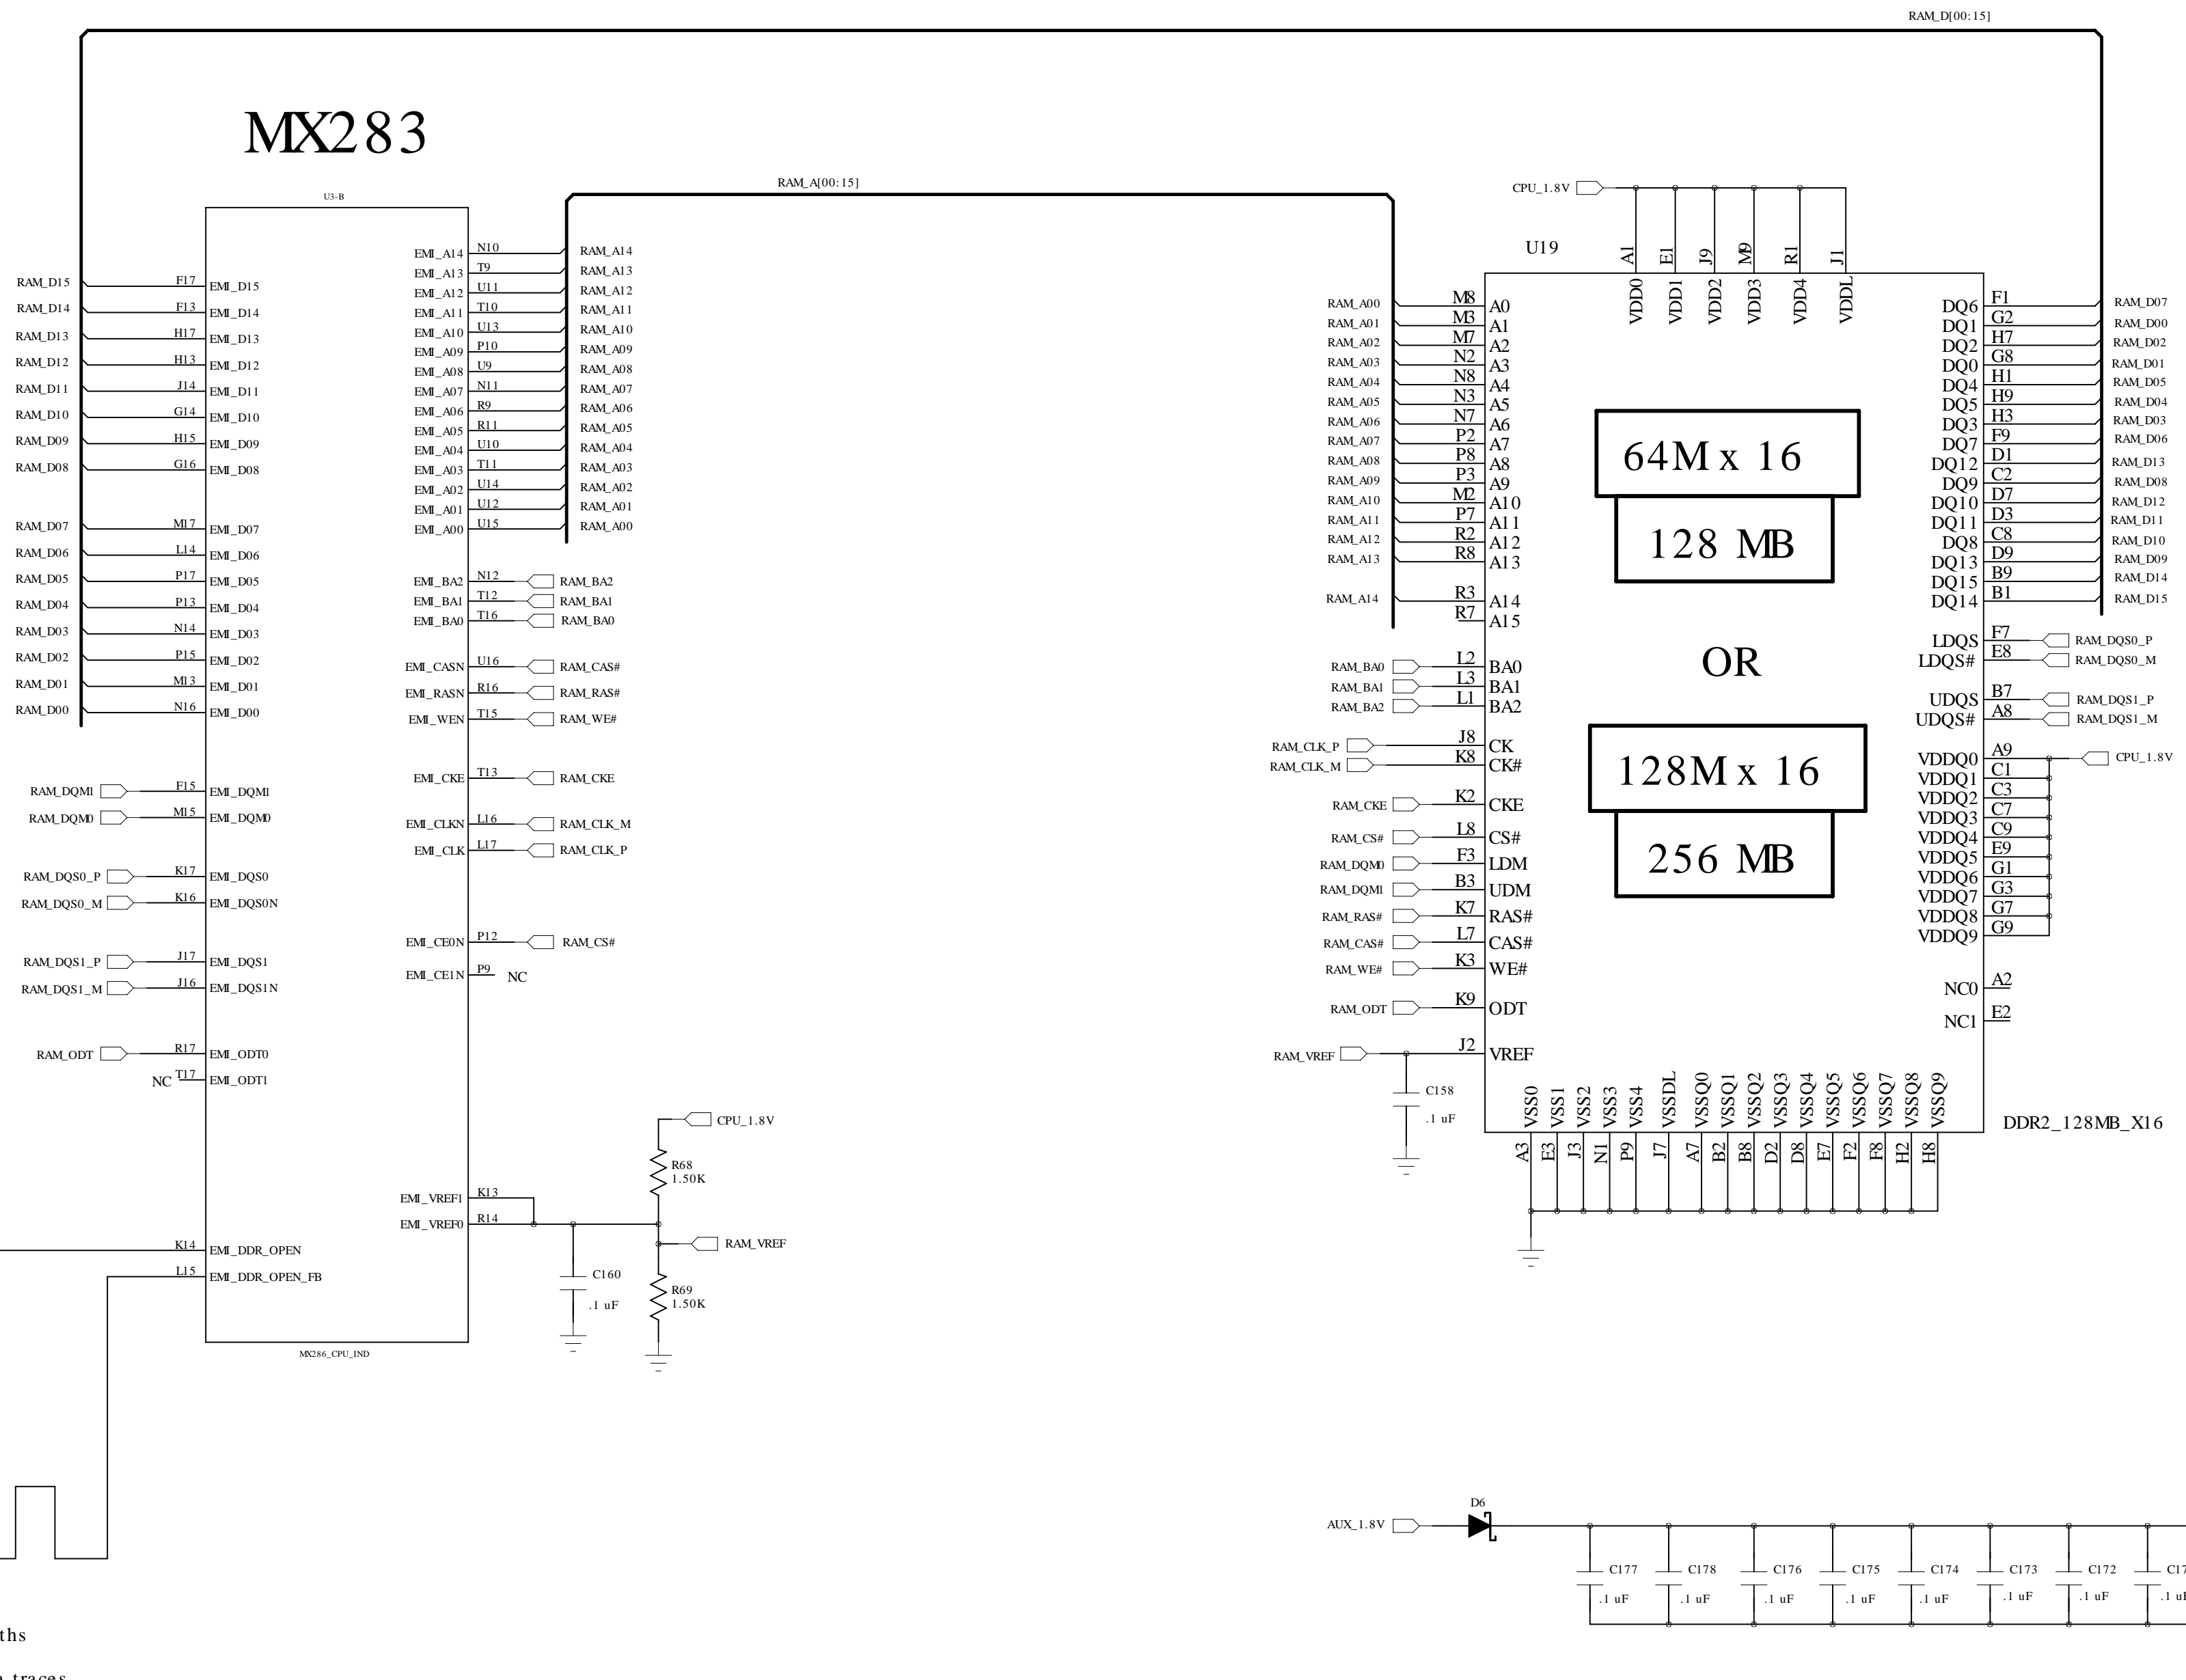 RAM_D[00:15]
MX283
RAM_A[00:15]
U3-B
RAM_D15 F17 EMI_D15
RAM_D14 F13 EMI_D14
RAM_D13 H17 EMI_D13
RAM_D12 H13 EMI_D12
RAM_D11 J14 EMI_D11
RAM_D10 G14 EMI_D10
RAM_D09 H15 EMI_D09
RAM_D08 G16 EMI_D08
RAM_D07 M17 EMI_D07
RAM_D06 L14 EMI_D06
RAM_D05 P17 EMI_D05
RAM_D04 P13 EMI_D04
RAM_D03 N14 EMI_D03
RAM_D02 P15 EMI_D02
RAM_D01 M13 EMI_D01
RAM_D00 N16 EMI_D00
RAM_DQM1 F15 EMI_DQM1
RAM_DQM0 M15 EMI_DQM0
RAM_DQS0_P K17 EMI_DQS0
RAM_DQS0_M K16 EMI_DQS0N
RAM_DQS1_P J17 EMI_DQS1
RAM_DQS1_M J16 EMI_DQS1N
RAM_ODT R17 EMI_ODT0
NC T17 EMI_ODT1
K14 EMI_DDR_OPEN
L15 EMI_DDR_OPEN_FB
EMI_A14 N10 RAM_A14
EMI_A13 T9 RAM_A13
EMI_A12 U11 RAM_A12
EMI_A11 T10 RAM_A11
EMI_A10 U13 RAM_A10
EMI_A09 P10 RAM_A09
EMI_A08 U9 RAM_A08
EMI_A07 N11 RAM_A07
EMI_A06 R9 RAM_A06
EMI_A05 R11 RAM_A05
EMI_A04 U10 RAM_A04
EMI_A03 T11 RAM_A03
EMI_A02 U14 RAM_A02
EMI_A01 U12 RAM_A01
EMI_A00 U15 RAM_A00
EMI_BA2 N12 RAM_BA2
EMI_BA1 T12 RAM_BA1
EMI_BA0 T16 RAM_BA0
EMI_CASN U16 RAM_CAS#
EMI_RASN R16 RAM_RAS#
EMI_WEN T15 RAM_WE#
EMI_CKE T13 RAM_CKE
EMI_CLKN L16 RAM_CLK_M
EMI_CLK L17 RAM_CLK_P
EMI_CE0N P12 RAM_CS#
EMI_CE1N P9 NC
EMI_VREF1 K13
EMI_VREF0 R14
MX286_CPU_IND
CPU_1.8V
R68
1.50K
RAM_VREF
C160
.1 uF
R69
1.50K
CPU_1.8V
U19
A1 E1 J9 M9 R1 J1
VDD0 VDD1 VDD2 VDD3 VDD4 VDDL
RAM_A00 M8 A0
RAM_A01 M3 A1
RAM_A02 M7 A2
RAM_A03 N2 A3
RAM_A04 N8 A4
RAM_A05 N3 A5
RAM_A06 N7 A6
RAM_A07 P2 A7
RAM_A08 P8 A8
RAM_A09 P3 A9
RAM_A10 M2 A10
RAM_A11 P7 A11
RAM_A12 R2 A12
RAM_A13 R8 A13
RAM_A14 R3 A14
R7 A15
RAM_BA0 L2 BA0
RAM_BA1 L3 BA1
RAM_BA2 L1 BA2
RAM_CLK_P J8 CK
RAM_CLK_M K8 CK#
RAM_CKE K2 CKE
RAM_CS# L8 CS#
RAM_DQM0 F3 LDM
RAM_DQM1 B3 UDM
RAM_RAS# K7 RAS#
RAM_CAS# L7 CAS#
RAM_WE# K3 WE#
RAM_ODT K9 ODT
RAM_VREF J2 VREF
C158
.1 uF
64M x 16
128 MB
OR
128M x 16
256 MB
DQ6 F1 RAM_D07
DQ1 G2 RAM_D00
DQ2 H7 RAM_D02
DQ0 G8 RAM_D01
DQ4 H1 RAM_D05
DQ5 H9 RAM_D04
DQ3 H3 RAM_D03
DQ7 F9 RAM_D06
DQ12 D1 RAM_D13
DQ9 C2 RAM_D08
DQ10 D7 RAM_D12
DQ11 D3 RAM_D11
DQ8 C8 RAM_D10
DQ13 D9 RAM_D09
DQ15 B9 RAM_D14
DQ14 B1 RAM_D15
LDQS F7 RAM_DQS0_P
LDQS# E8 RAM_DQS0_M
UDQS B7 RAM_DQS1_P
UDQS# A8 RAM_DQS1_M
VDDQ0 A9 CPU_1.8V
VDDQ1 C1
VDDQ2 C3
VDDQ3 C7
VDDQ4 C9
VDDQ5 E9
VDDQ6 G1
VDDQ7 G3
VDDQ8 G7
VDDQ9 G9
NC0 A2
NC1 E2
VSS0 VSS1 VSS2 VSS3 VSS4 VSSDL VSSQ0 VSSQ1 VSSQ2 VSSQ3 VSSQ4 VSSQ5 VSSQ6 VSSQ7 VSSQ8 VSSQ9
A3 E3 J3 N1 P9 J7 A7 B2 B8 D2 D8 E7 F2 F8 H2 H8
DDR2_128MB_X16
D6
AUX_1.8V
C177 C178 C176 C175 C174 C173 C172
.1 uF .1 uF .1 uF .1 uF .1 uF .1 uF .1 uF
ths
traces